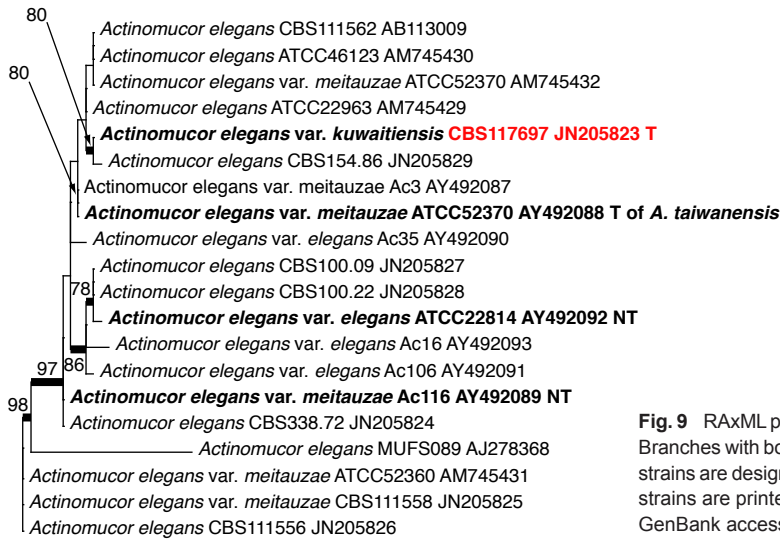 80
Actinomucor elegans CBS111562 AB113009
Actinomucor elegans ATCC46123 AM745430
80
Actinomucor elegans var. meitauzae ATCC52370 AM745432
Actinomucor elegans ATCC22963 AM745429
Actinomucor elegans var. kuwaitiensis CBS117697 JN205823 T
Actinomucor elegans CBS154.86 JN205829
Actinomucor elegans var. meitauzae Ac3 AY492087
Actinomucor elegans var. meitauzae ATCC52370 AY492088 T of A. taiwanensis
Actinomucor elegans var. elegans Ac35 AY492090
Actinomucor elegans CBS100.09 JN205827
78
Actinomucor elegans CBS100.22 JN205828
Actinomucor elegans var. elegans ATCC22814 AY492092 NT
Actinomucor elegans var. elegans Ac16 AY492093
97
86
Actinomucor elegans var. elegans Ac106 AY492091
Actinomucor elegans var. meitauzae Ac116 AY492089 NT
98
Actinomucor elegans CBS338.72 JN205824
Actinomucor elegans MUFS089 AJ278368
Actinomucor elegans var. meitauzae ATCC52360 AM745431
Actinomucor elegans var. meitauzae CBS111558 JN205825
Actinomucor elegans CBS111556 JN205826
Fig. 9 RAxML p
Branches with bo
strains are design
strains are printe
GenBank access